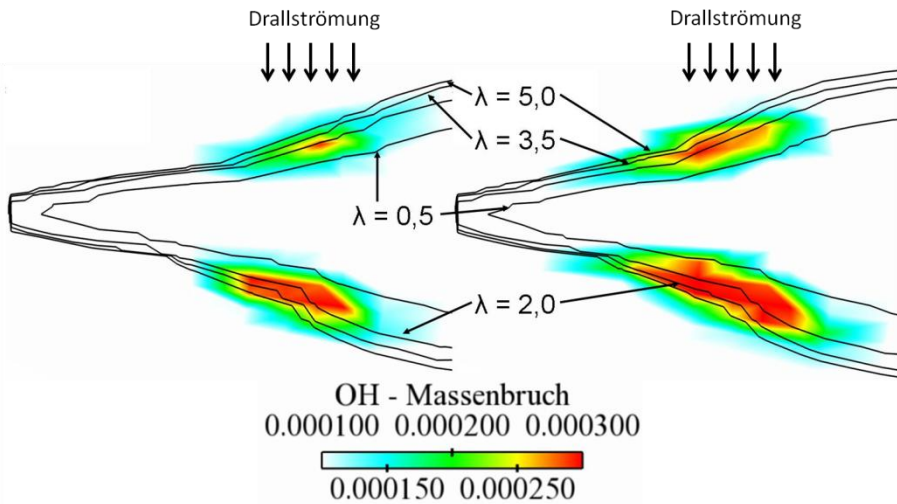 Drallströmung Drallströmung
λ = 5,0
λ = 3,5
λ = 0,5
λ = 2,0
OH - Massenbruch
0.000100 0.000200 0.000300
0.000150 0.000250